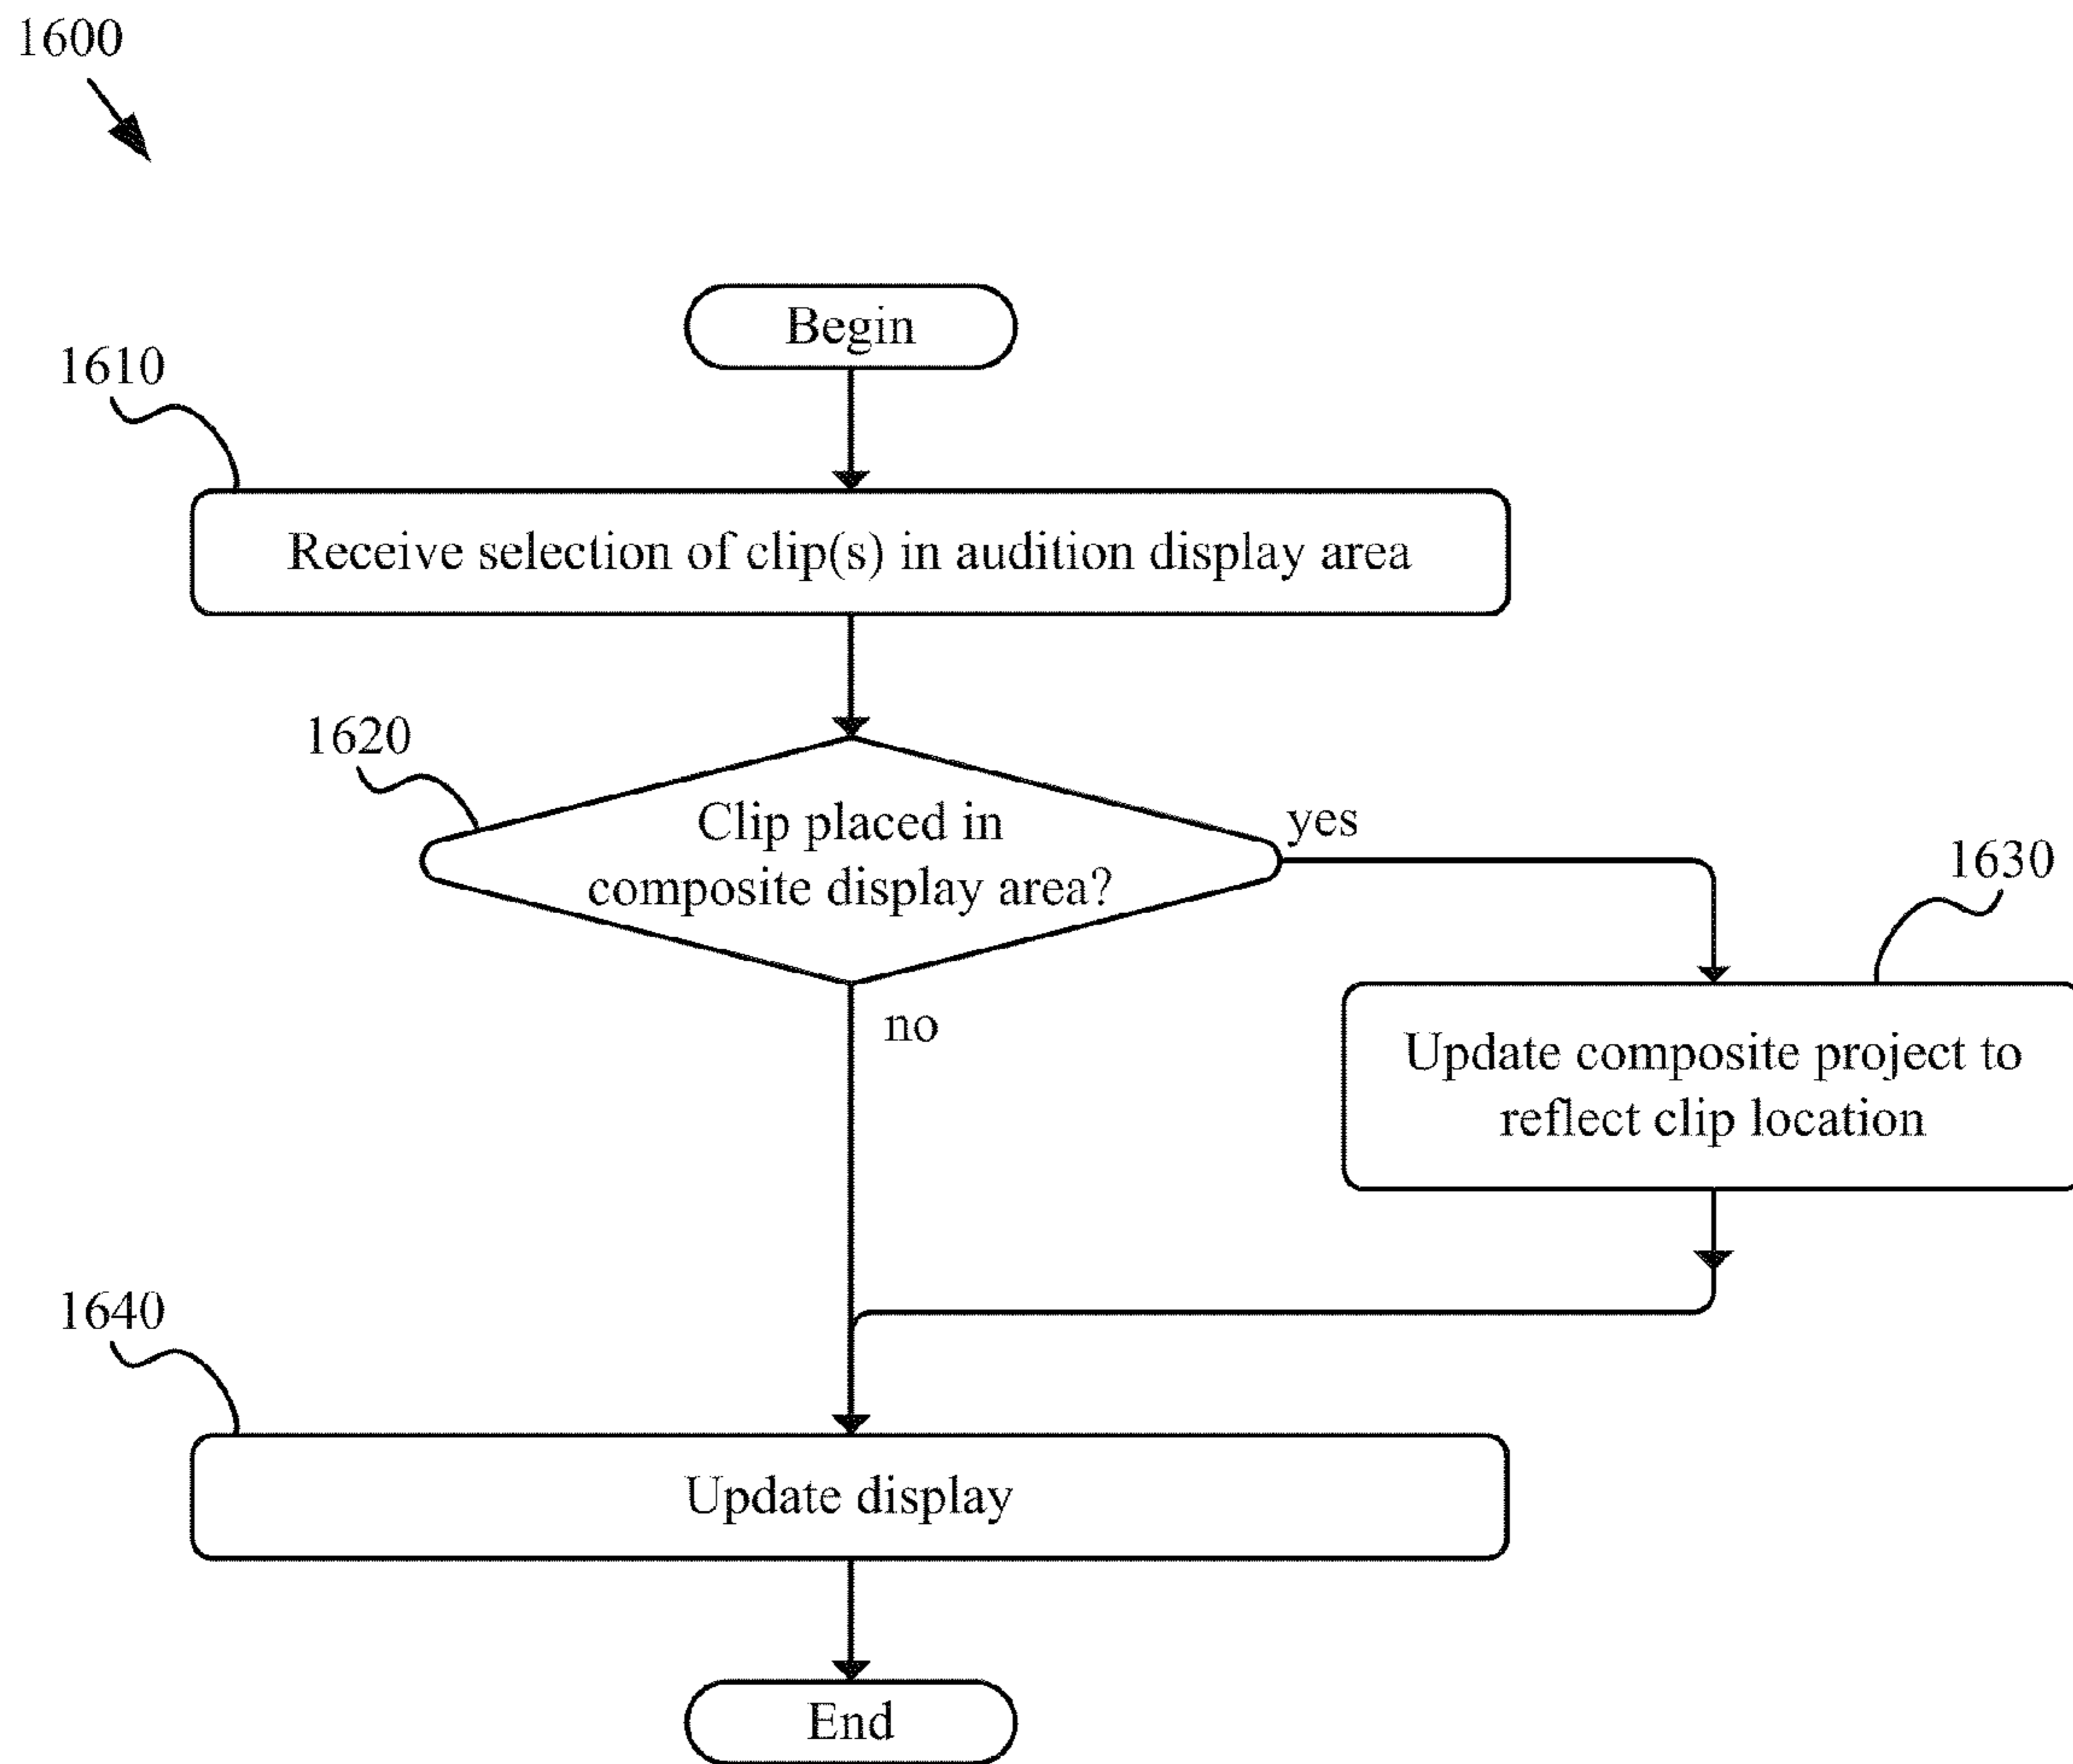 1600
Begin
1610
Receive selection of clip(s) in audition display area
1620
Clip placed in
composite display area?
yes
1630
no
Update composite project to
reflect clip location
1640
Update display
End